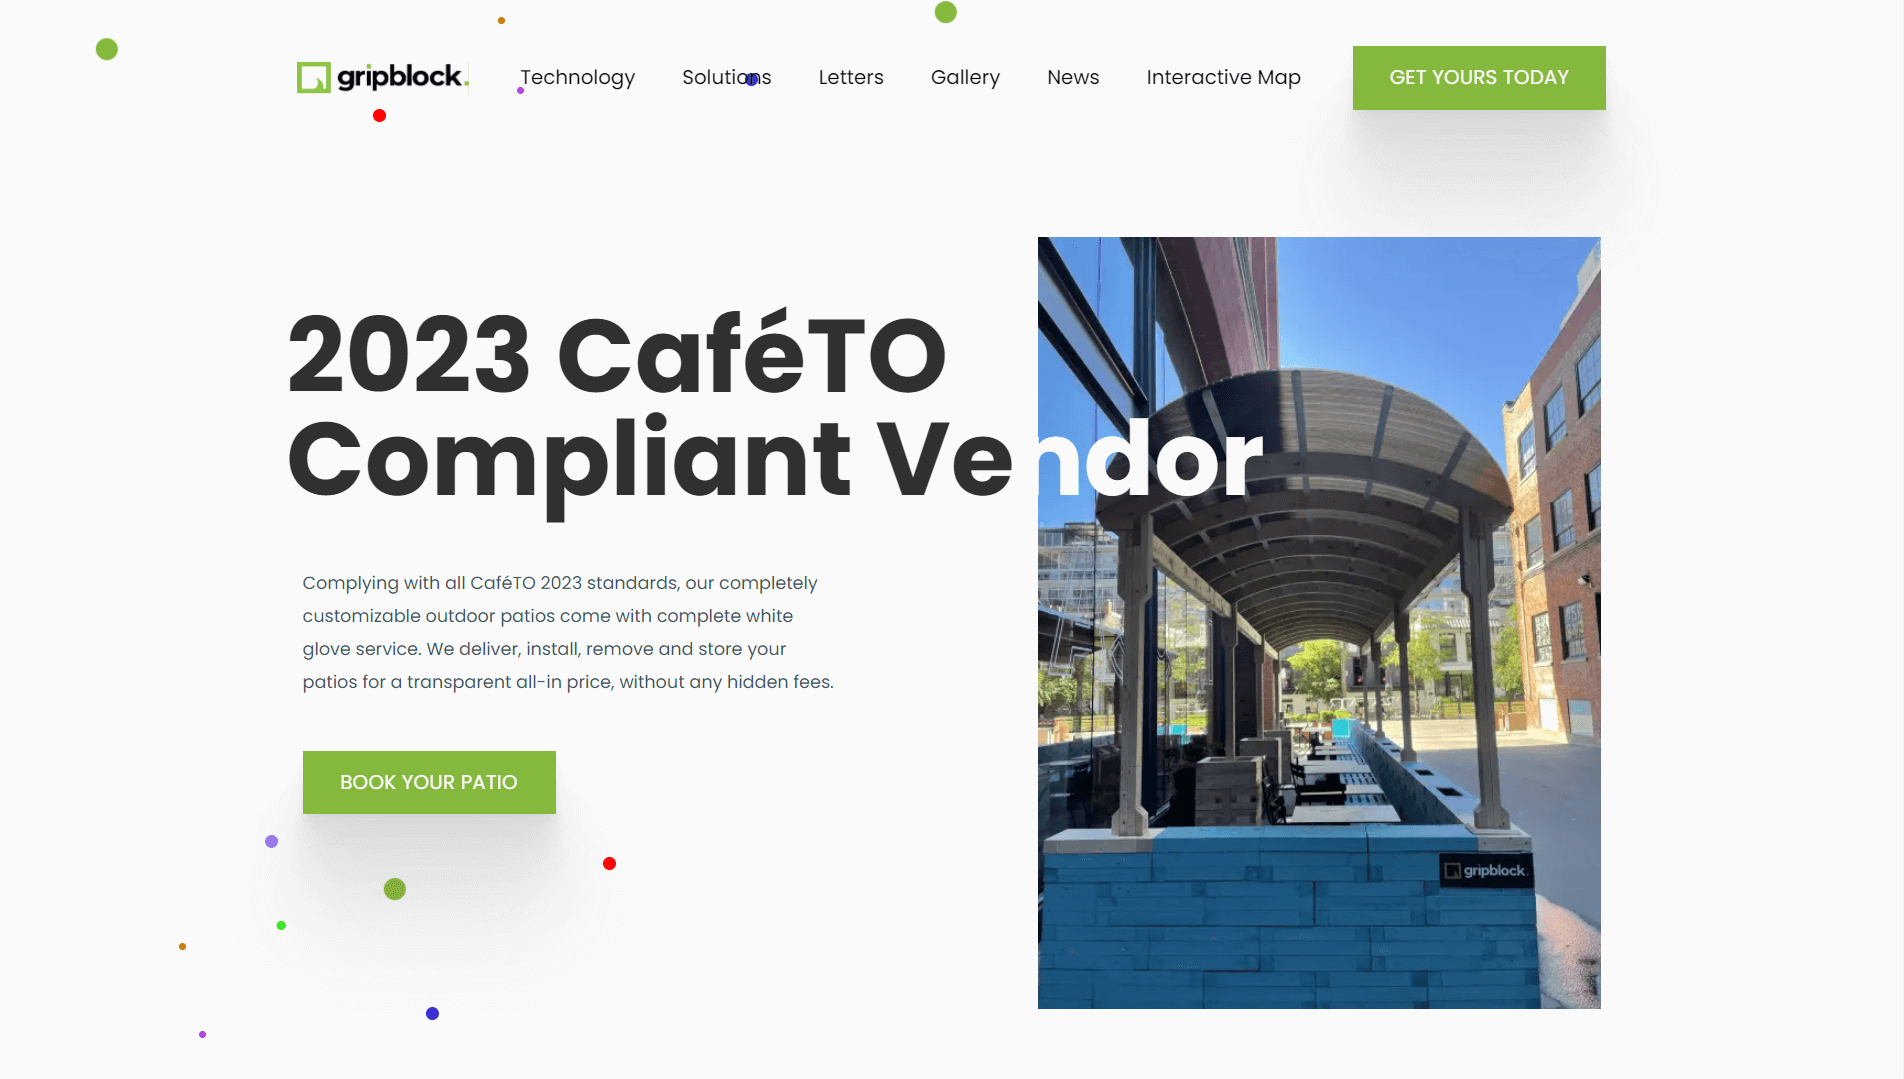 gripblock.
Technology
Solutions
Letters
Gallery
News
Interactive Map
GET YOURS TODAY
2023 CaféTO
Compliant Vendor
Complying with all CaféTO 2023 standards, our completely
customizable outdoor patios come with complete white
glove service. We deliver, install, remove and store your
patios for a transparent all-in price, without any hidden fees.
BOOK YOUR PATIO
gripblock.